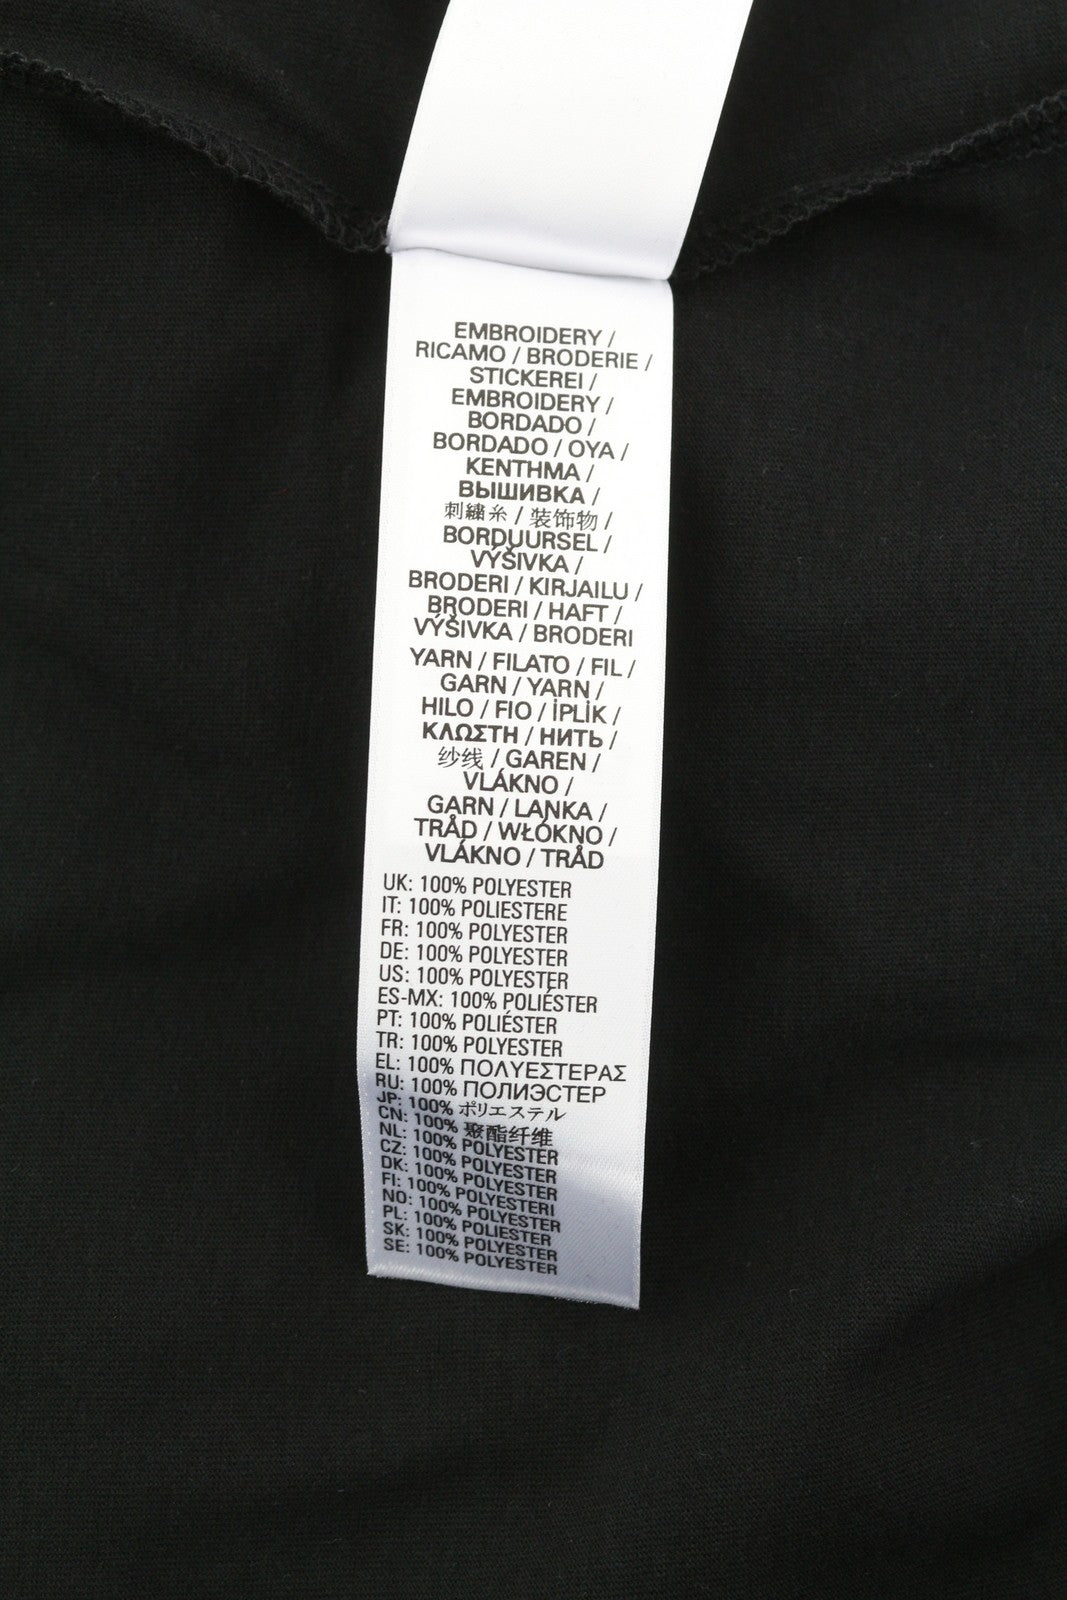 EMBROIDERY /
RICAMO / BRODERIE /
STICKEREI /
EMBROIDERY /
BORDADO /
BORDADO / OYA /
ΚΕΝΤΗΜΑ /
ВЫШИВКА /
刺繍糸 / 装饰物 /
BORDUURSEL /
VÝŠIVKA /
BRODERI / KIRJAILU /
BRODERI / HAFT /
VÝŠIVKA / BRODERI
YARN / FILATO / FIL /
GARN / YARN /
HILO / FIO / İPLİK /
ΚΛΩΣΤΗ / НИТЬ /
纱线 / GAREN /
VLÁKNO /
GARN / LANKA /
TRÅD / WŁÓKNO /
VLÁKNO / TRÅD
UK: 100% POLYESTER
IT: 100% POLIESTERE
FR: 100% POLYESTER
DE: 100% POLYESTER
US: 100% POLYESTER
ES-MX: 100% POLIÉSTER
PT: 100% POLIÉSTER
TR: 100% POLYESTER
EL: 100% ΠΟΛΥΕΣΤΕΡΑΣ
RU: 100% ПОЛИЭСТЕР
JP: 100% ポリエステル
CN: 100% 聚酯纤维
NL: 100% POLYESTER
CZ: 100% POLYESTER
DK: 100% POLYESTER
FI: 100% POLYESTERI
NO: 100% POLYESTER
PL: 100% POLIESTER
SK: 100% POLYESTER
SE: 100% POLYESTER